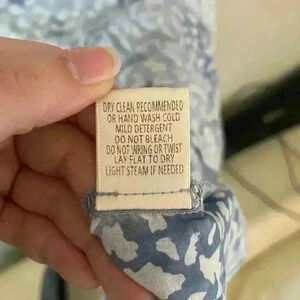 DRY CLEAN RECOMMENDED
OR HAND WASH COLD
MILD DETERGENT
DO NOT BLEACH
DO NOT WRING OR TWIST
LAY FLAT TO DRY
LIGHT STEAM IF NEEDED